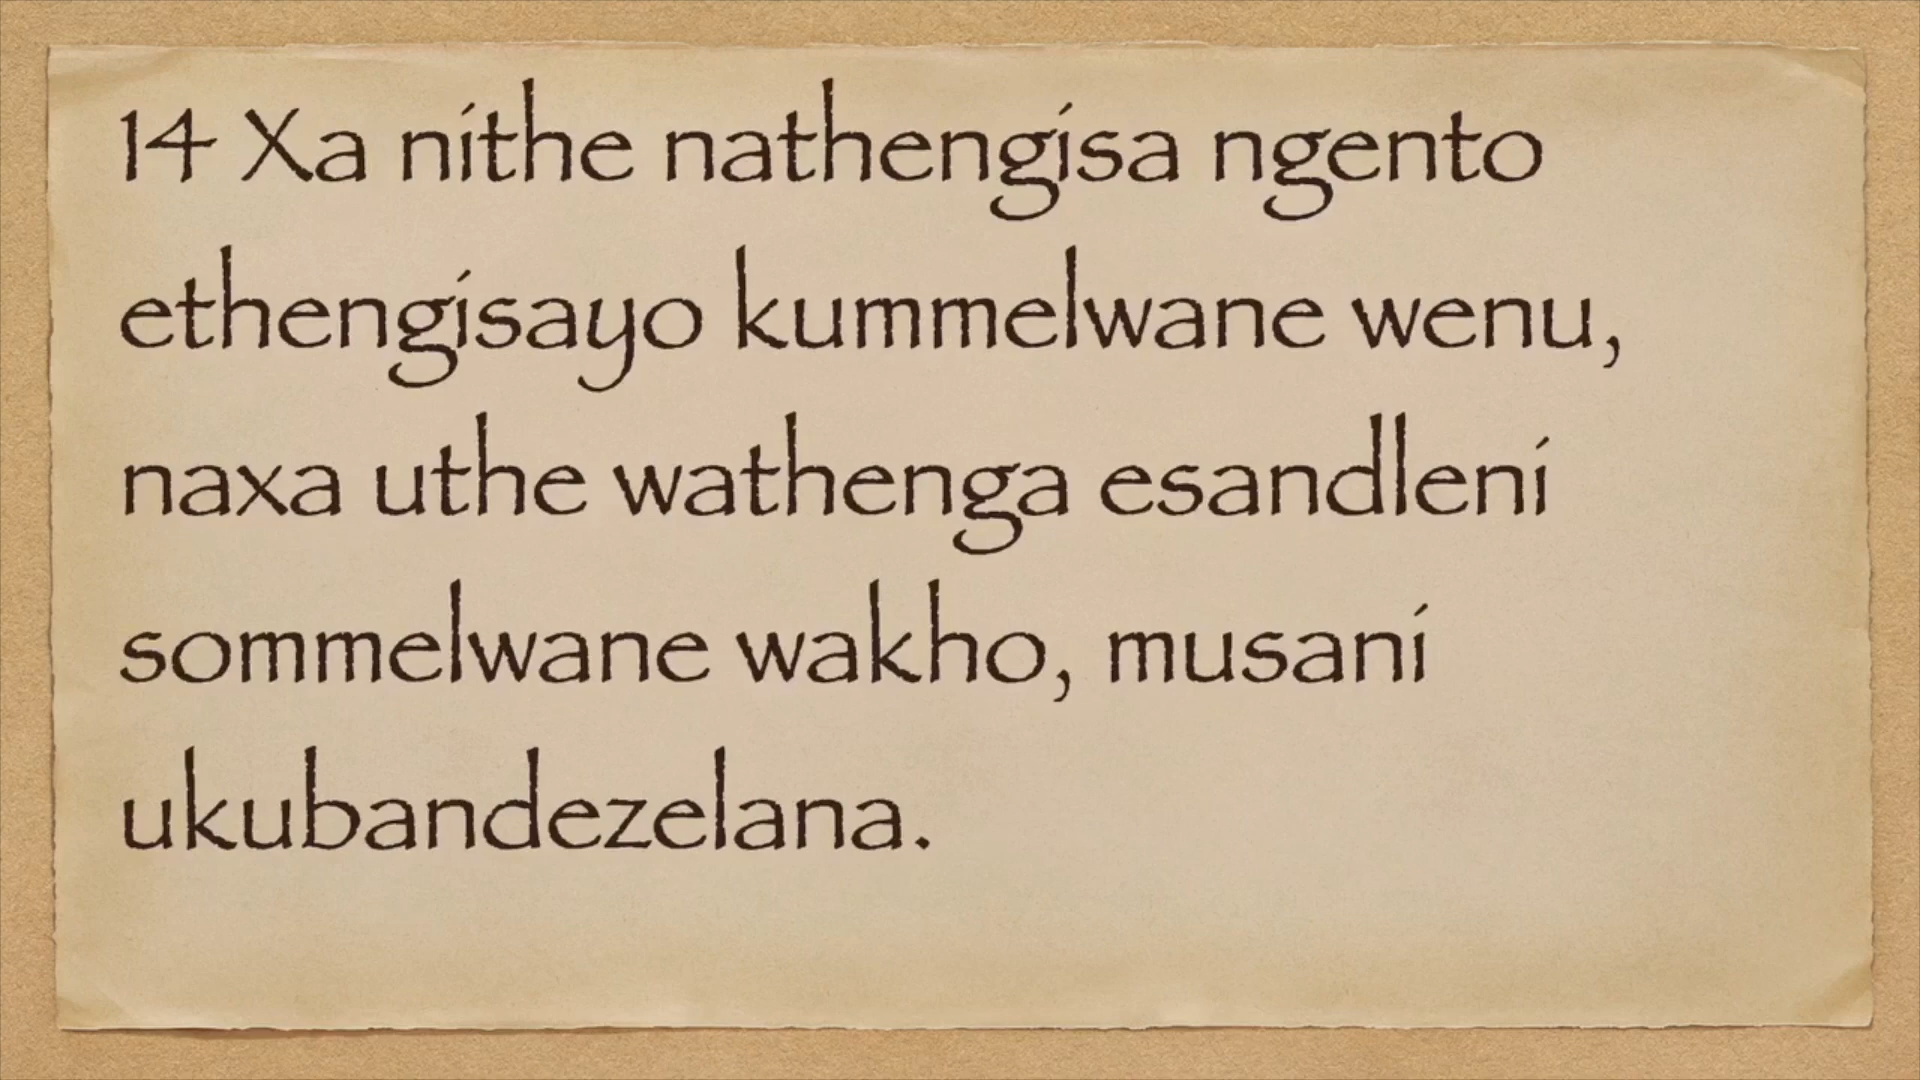 14 Xa nithe nathengisa ngento
ethengisayo kummelwane wenu,
naxa uthe wathenga esandleni
sommelwane wakho, musani
ukubandezelana.